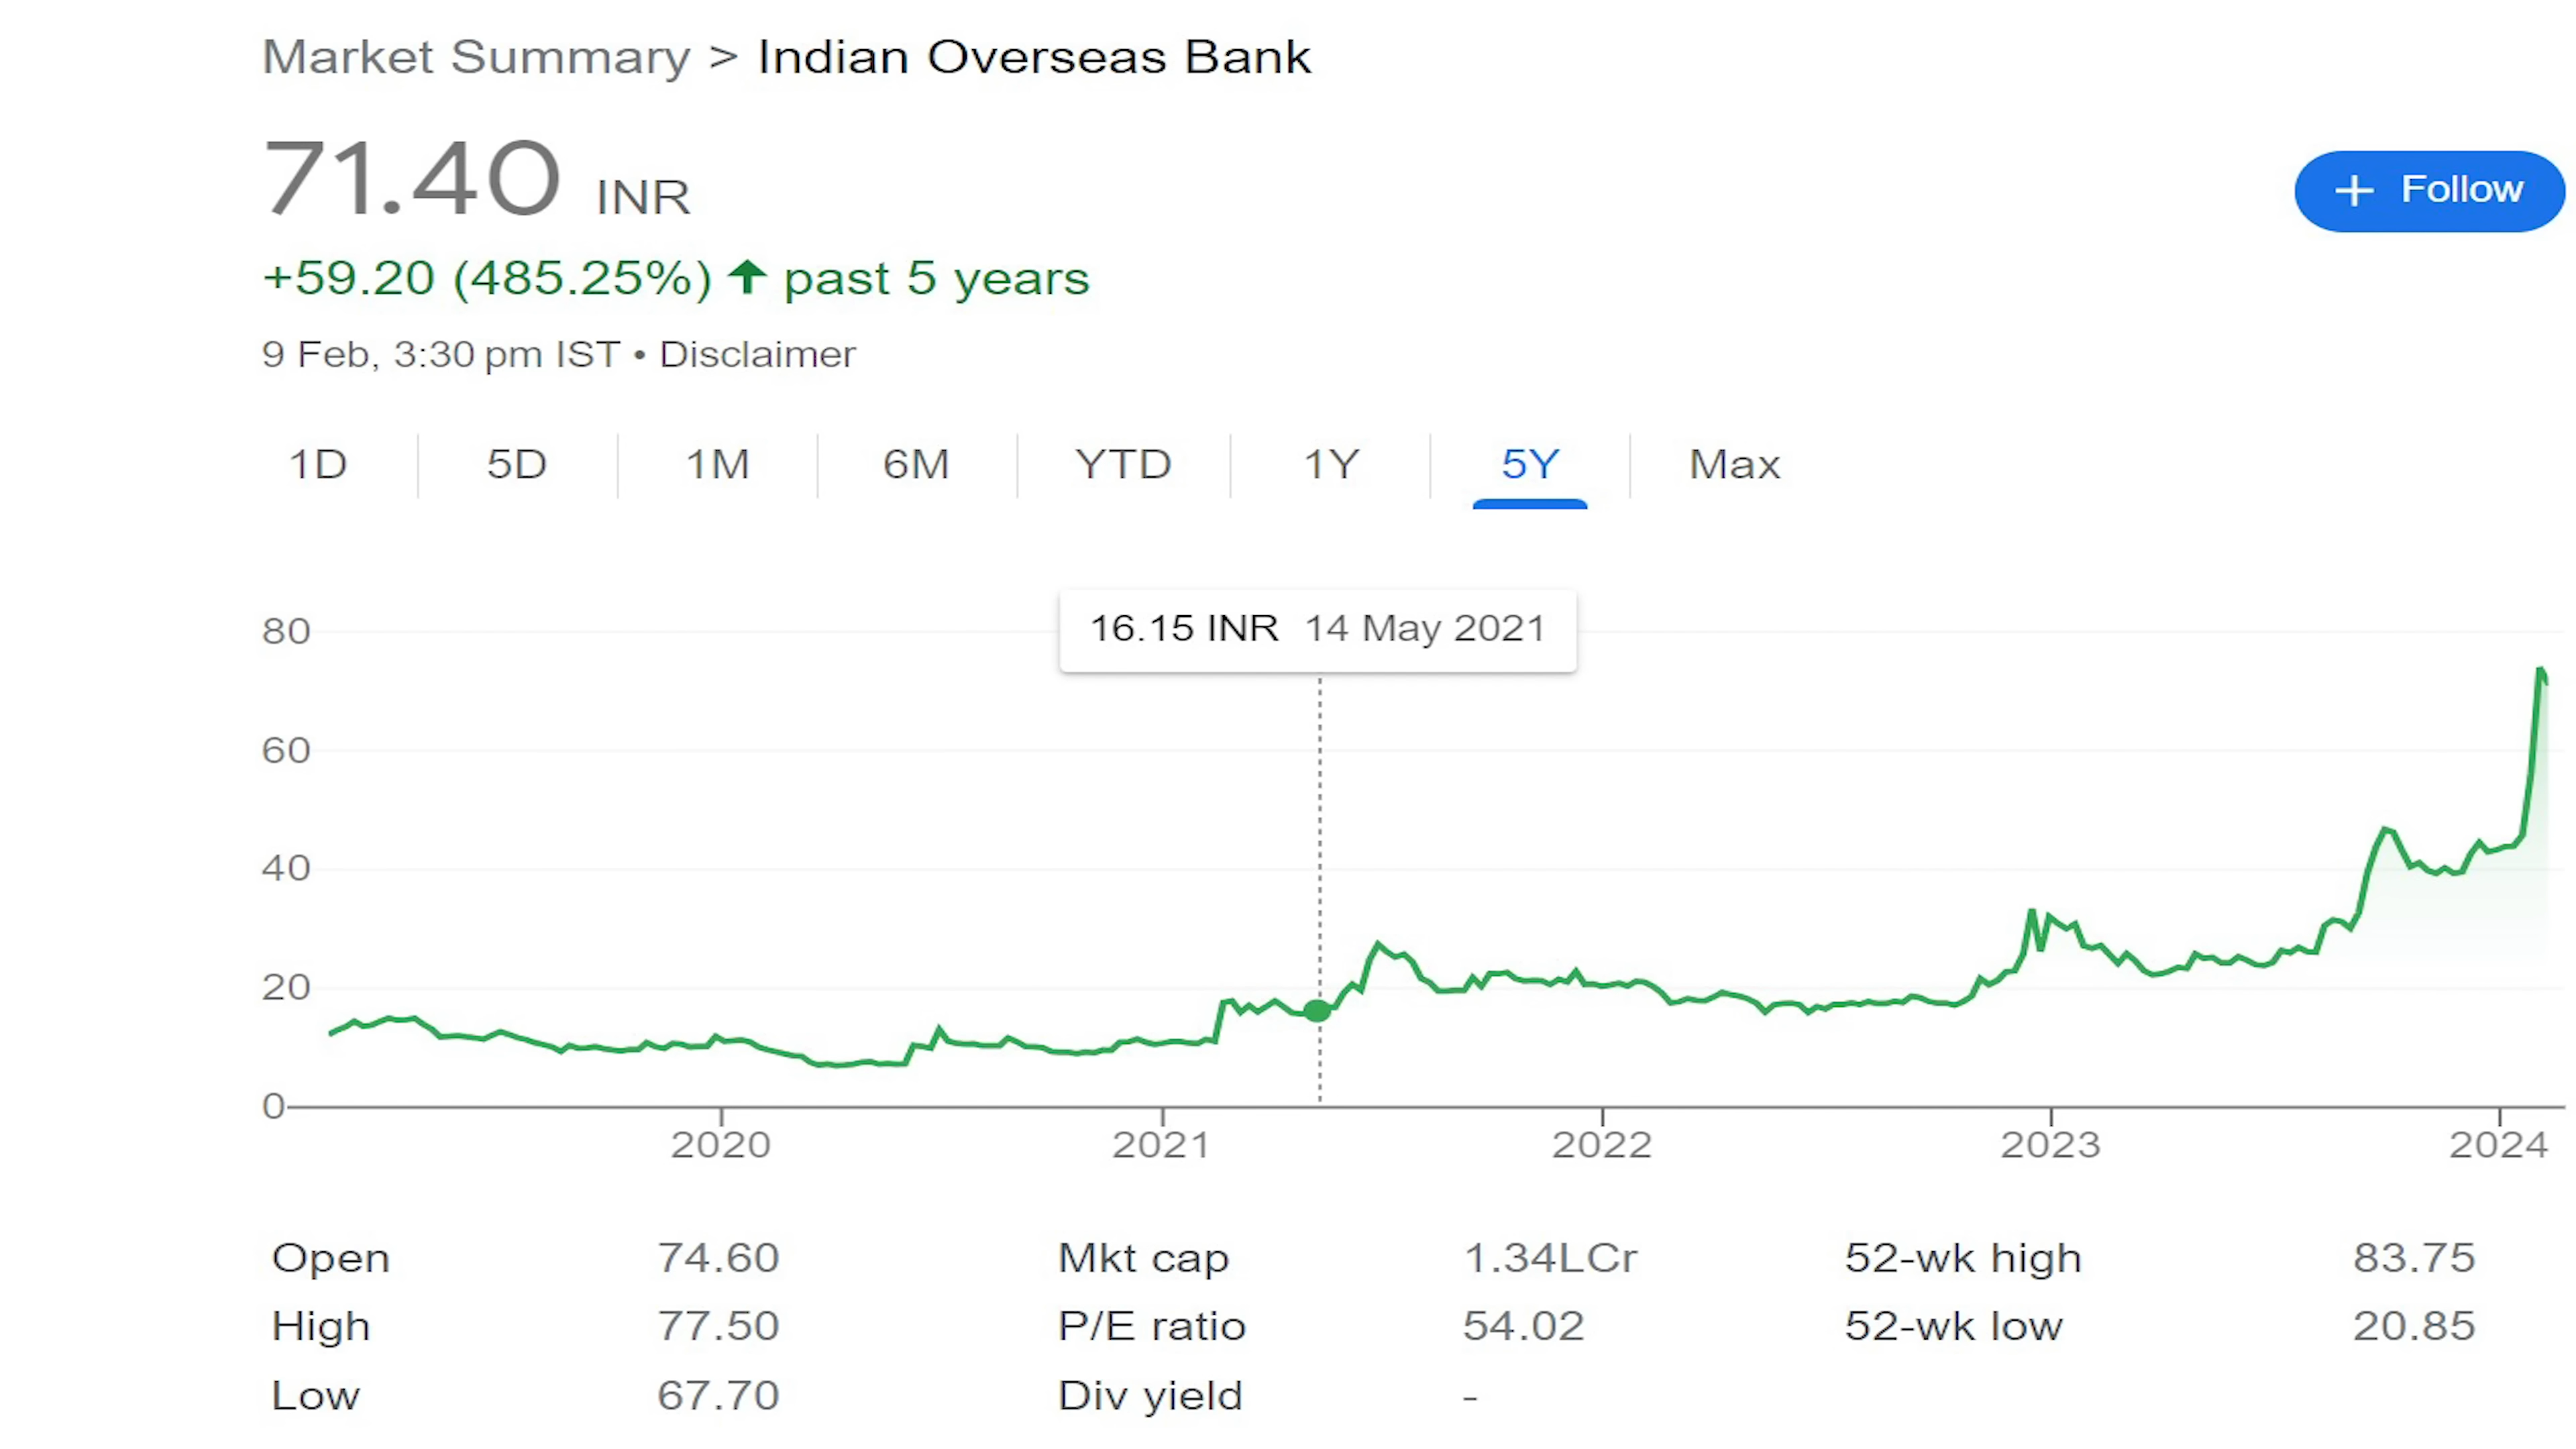 Market Summary > Indian Overseas Bank
71.40 INR
+ Follow
+59.20 (485.25%) ↑ past 5 years
9 Feb, 3:30 pm IST • Disclaimer
1D 5D 1M 6M YTD 1Y 5Y Max
16.15 INR 14 May 2021
80
60
40
20
0
2020 2021 2022 2023 2024
Open 74.60 Mkt cap 1.34LCr 52-wk high 83.75
High 77.50 P/E ratio 54.02 52-wk low 20.85
Low 67.70 Div yield -